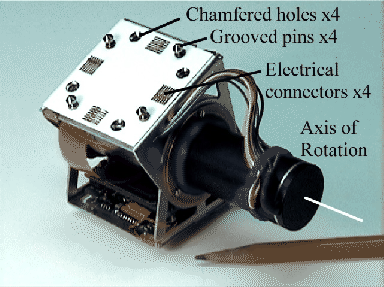 Chamfered holes x4
Grooved pins x4
Electrical
connectors x4
Axis of
Rotation